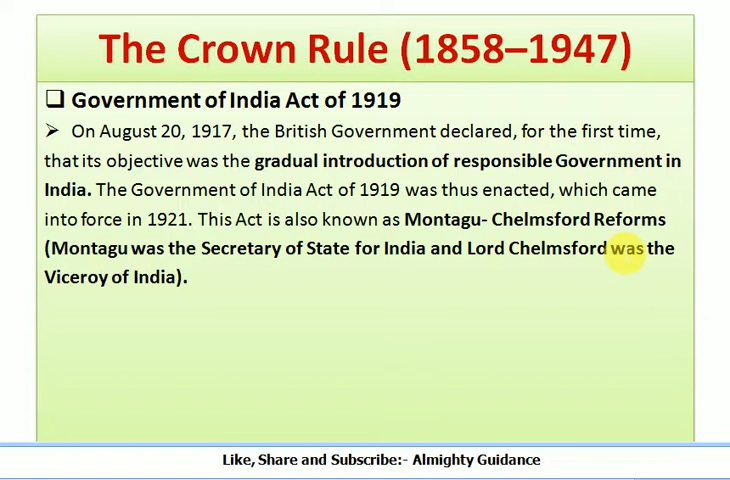 The Crown Rule (1858–1947)
❑ Government of India Act of 1919
➢ On August 20, 1917, the British Government declared, for the first time,
that its objective was the gradual introduction of responsible Government in
India. The Government of India Act of 1919 was thus enacted, which came
into force in 1921. This Act is also known as Montagu- Chelmsford Reforms
(Montagu was the Secretary of State for India and Lord Chelmsford was the
Viceroy of India).
Like, Share and Subscribe:- Almighty Guidance